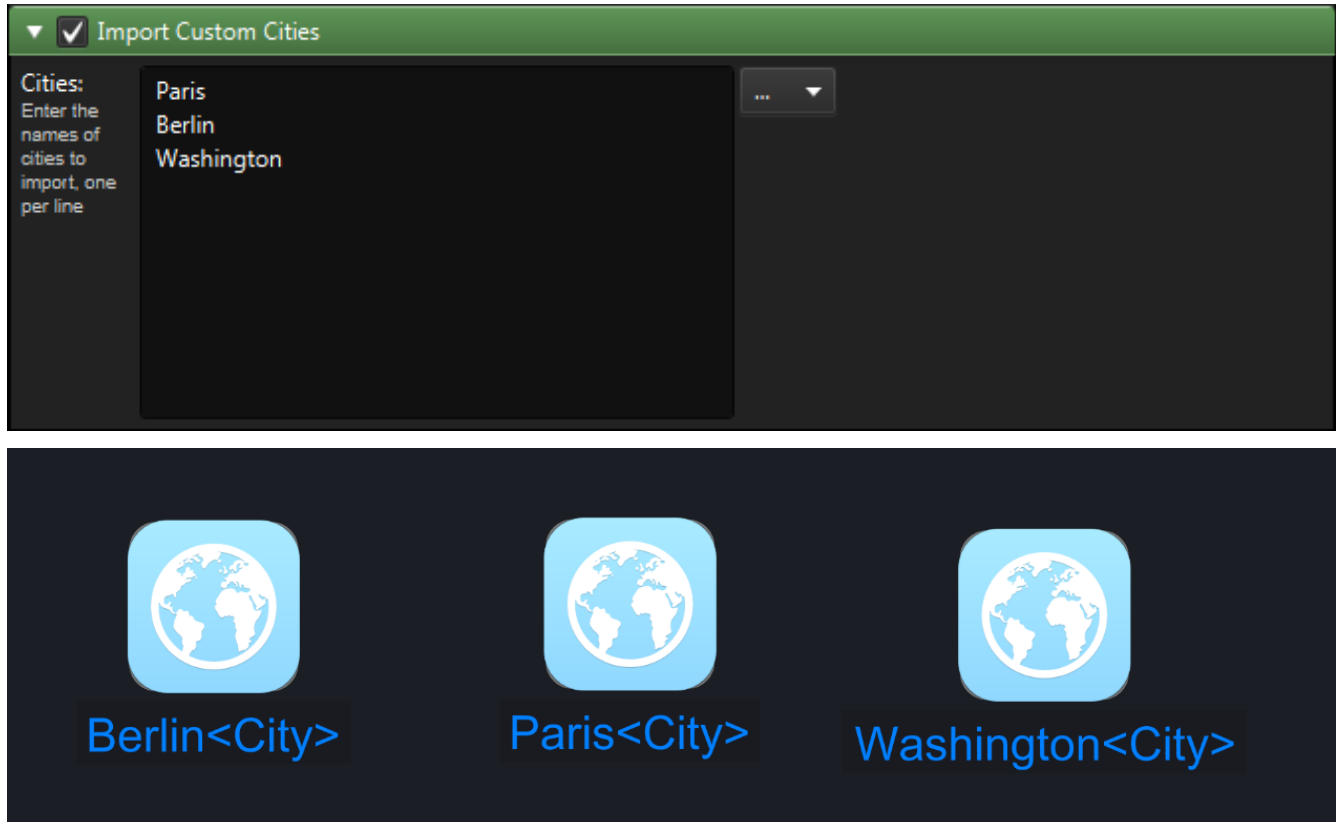 Import Custom Cities
Cities:
Enter the
names of
cities to
import, one
per line
Paris
Berlin
Washington
...
Berlin<City>
Paris<City>
Washington<City>